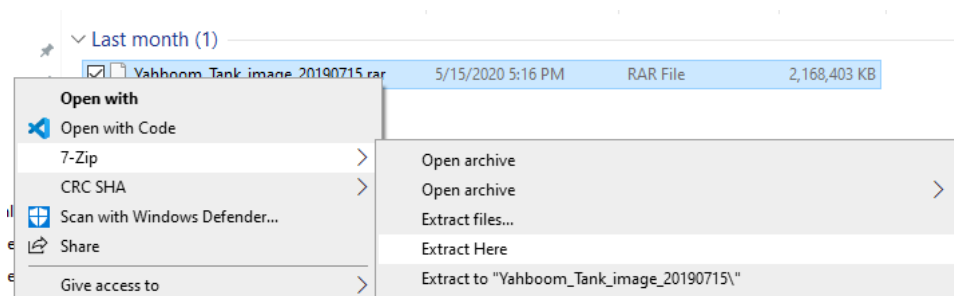 Last month (1)
Yahboom_Tank_image_20190715.rar 5/15/2020 5:16 PM RAR File 2,168,403 KB
Open with
Open with Code
7-Zip
Open archive
CRC SHA
Open archive
Scan with Windows Defender...
Extract files...
Share
Extract Here
Give access to
Extract to "Yahboom_Tank_image_20190715\"